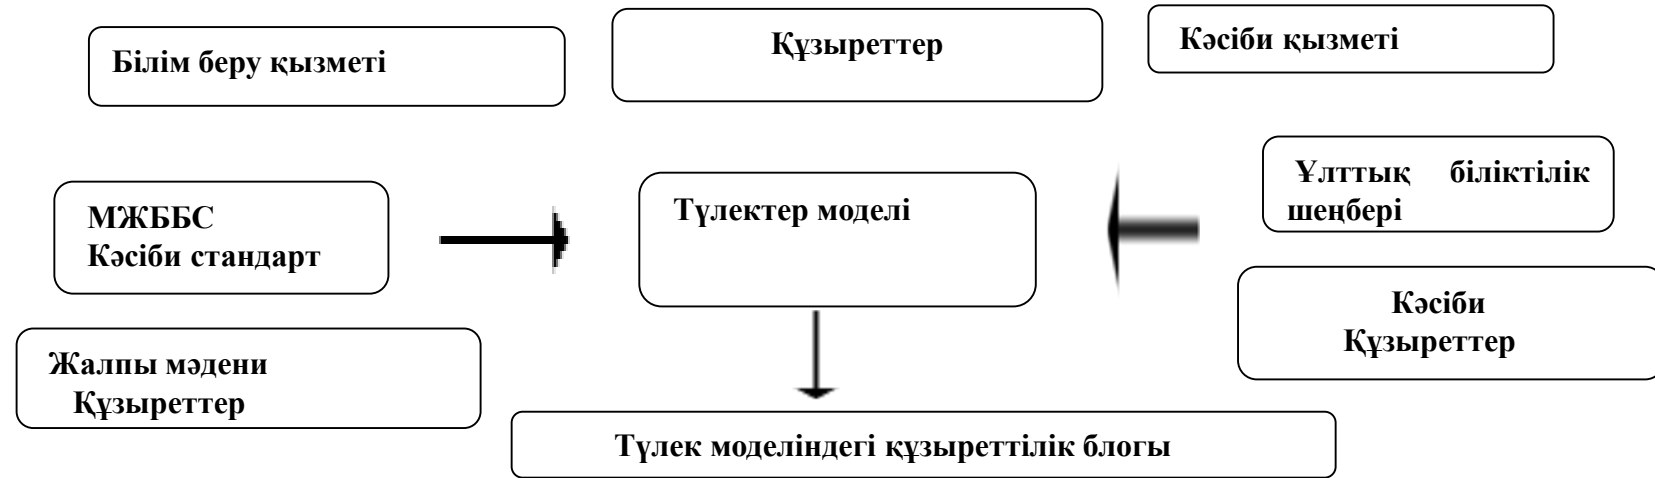 Білім беру қызметі
Құзыреттер
Кәсіби қызметі
МЖББС
Кәсіби стандарт
Түлектер моделі
Ұлттық біліктілік
шеңбері
Жалпы мәдени
Құзыреттер
Кәсіби
Құзыреттер
Түлек моделіндегі құзыреттілік блогы